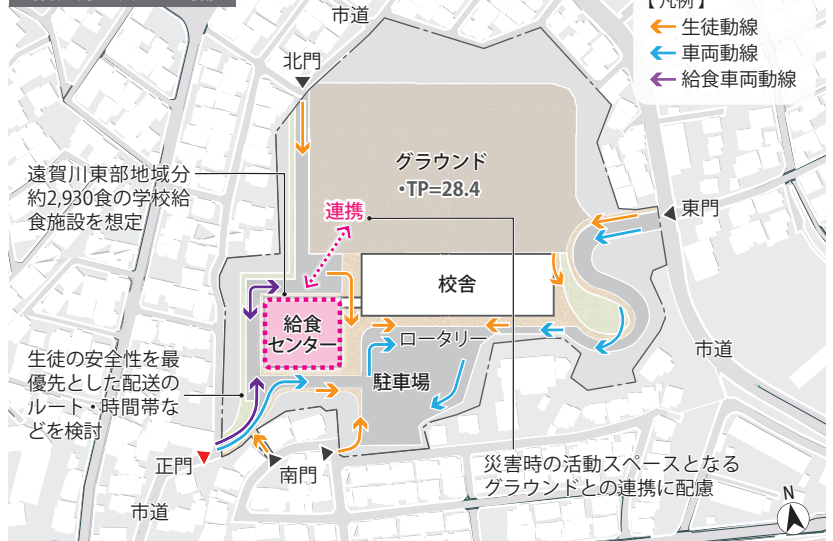 市道
【凡例】
生徒動線
車両動線
給食車両動線
北門
グラウンド
・TP=28.4
遠賀川東部地域分
約2,930食の学校給
食施設を想定
連携
東門
校舎
給食
センター
ロータリー
駐車場
市道
生徒の安全性を最
優先とした配送の
ルート・時間帯な
どを検討
正門
南門
災害時の活動スペースとなる
グラウンドとの連携に配慮
市道
N